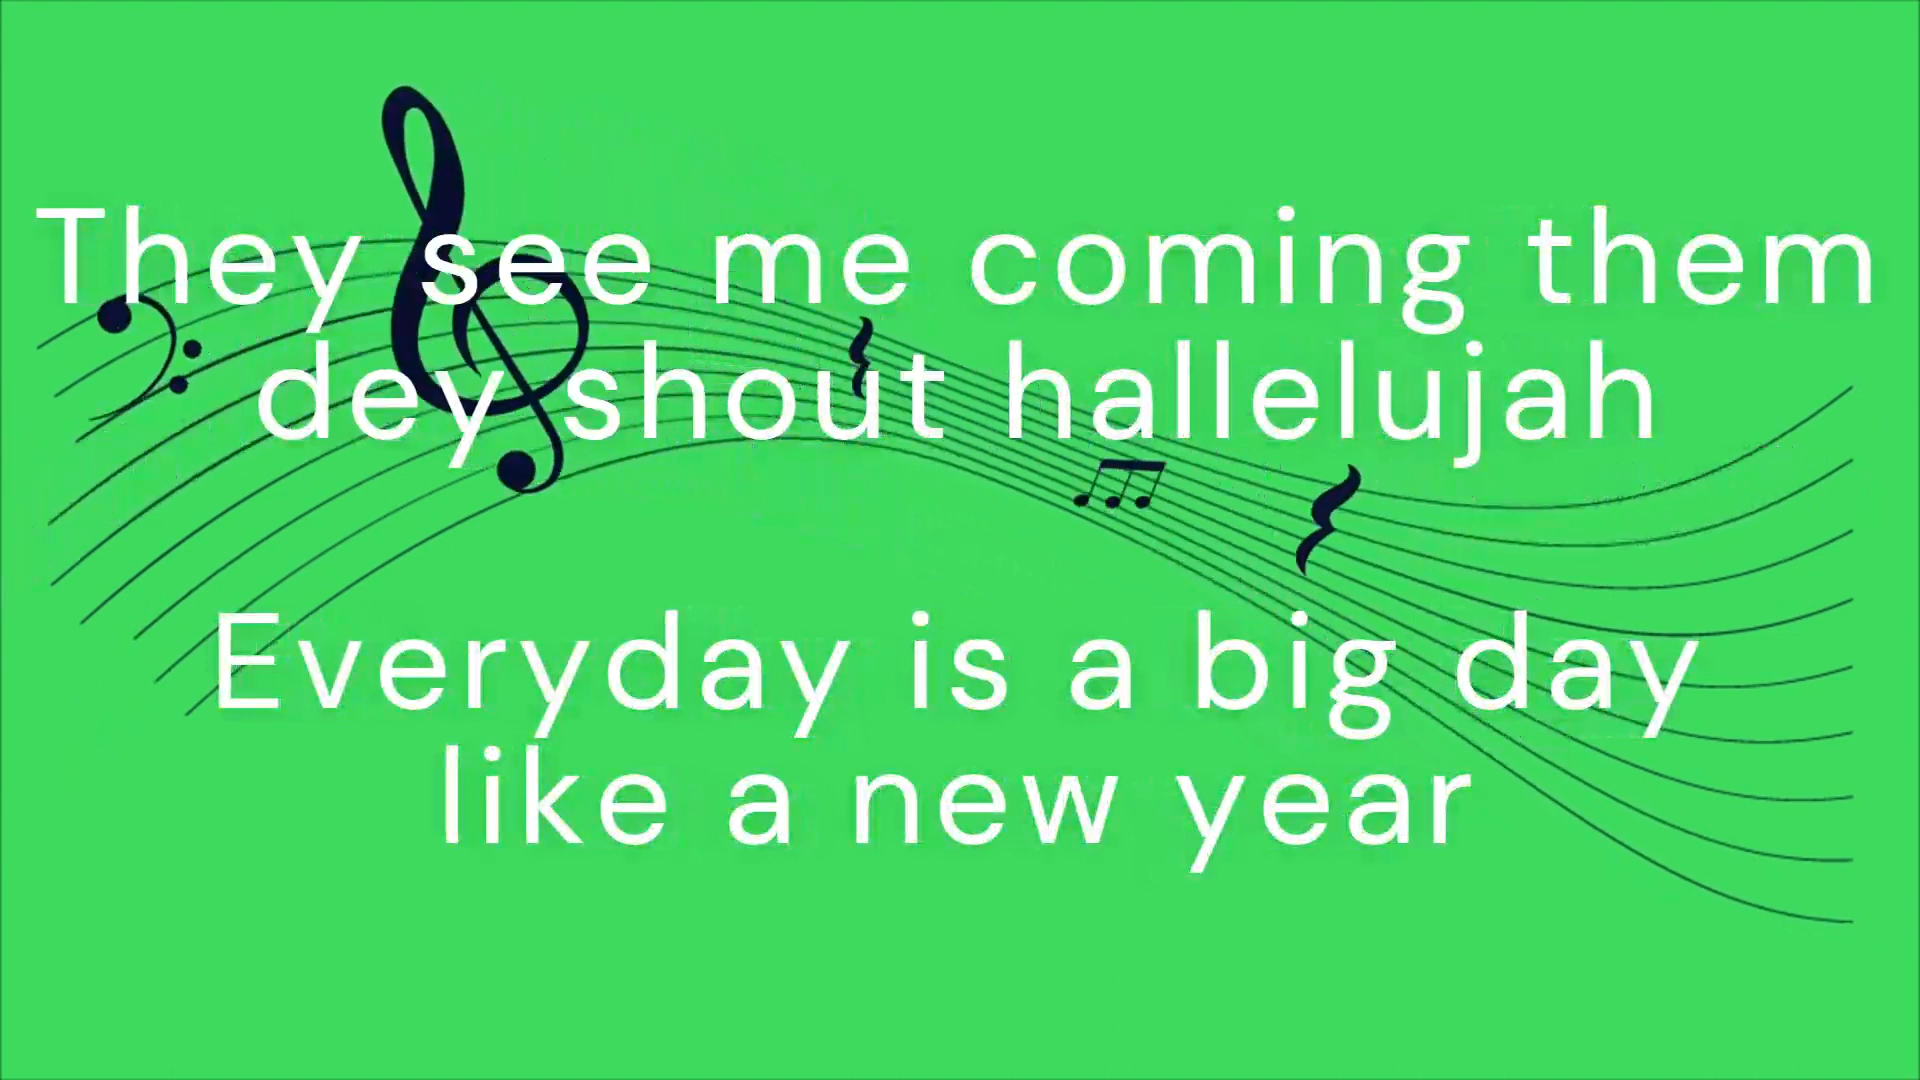 They see me coming them
dey shout hallelujah
Everyday is a big day
like a new year